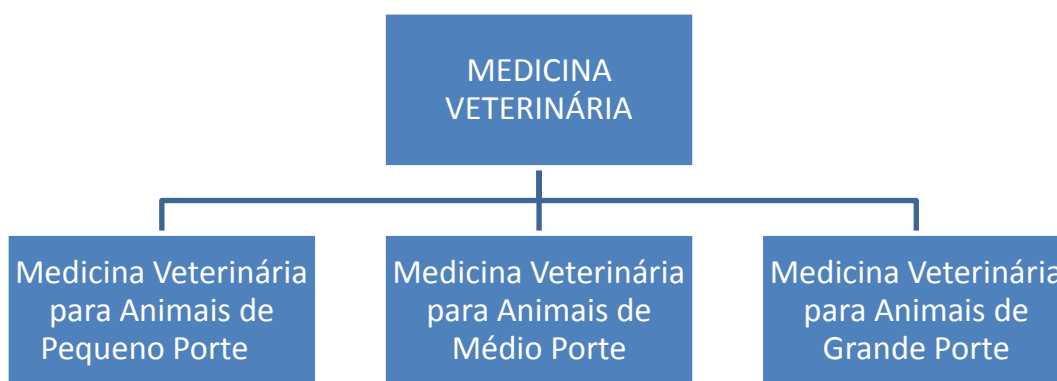 MEDICINA
VETERINÁRIA
Medicina Veterinária
para Animais de
Pequeno Porte
Medicina Veterinária
para Animais de
Médio Porte
Medicina Veterinária
para Animais de
Grande Porte